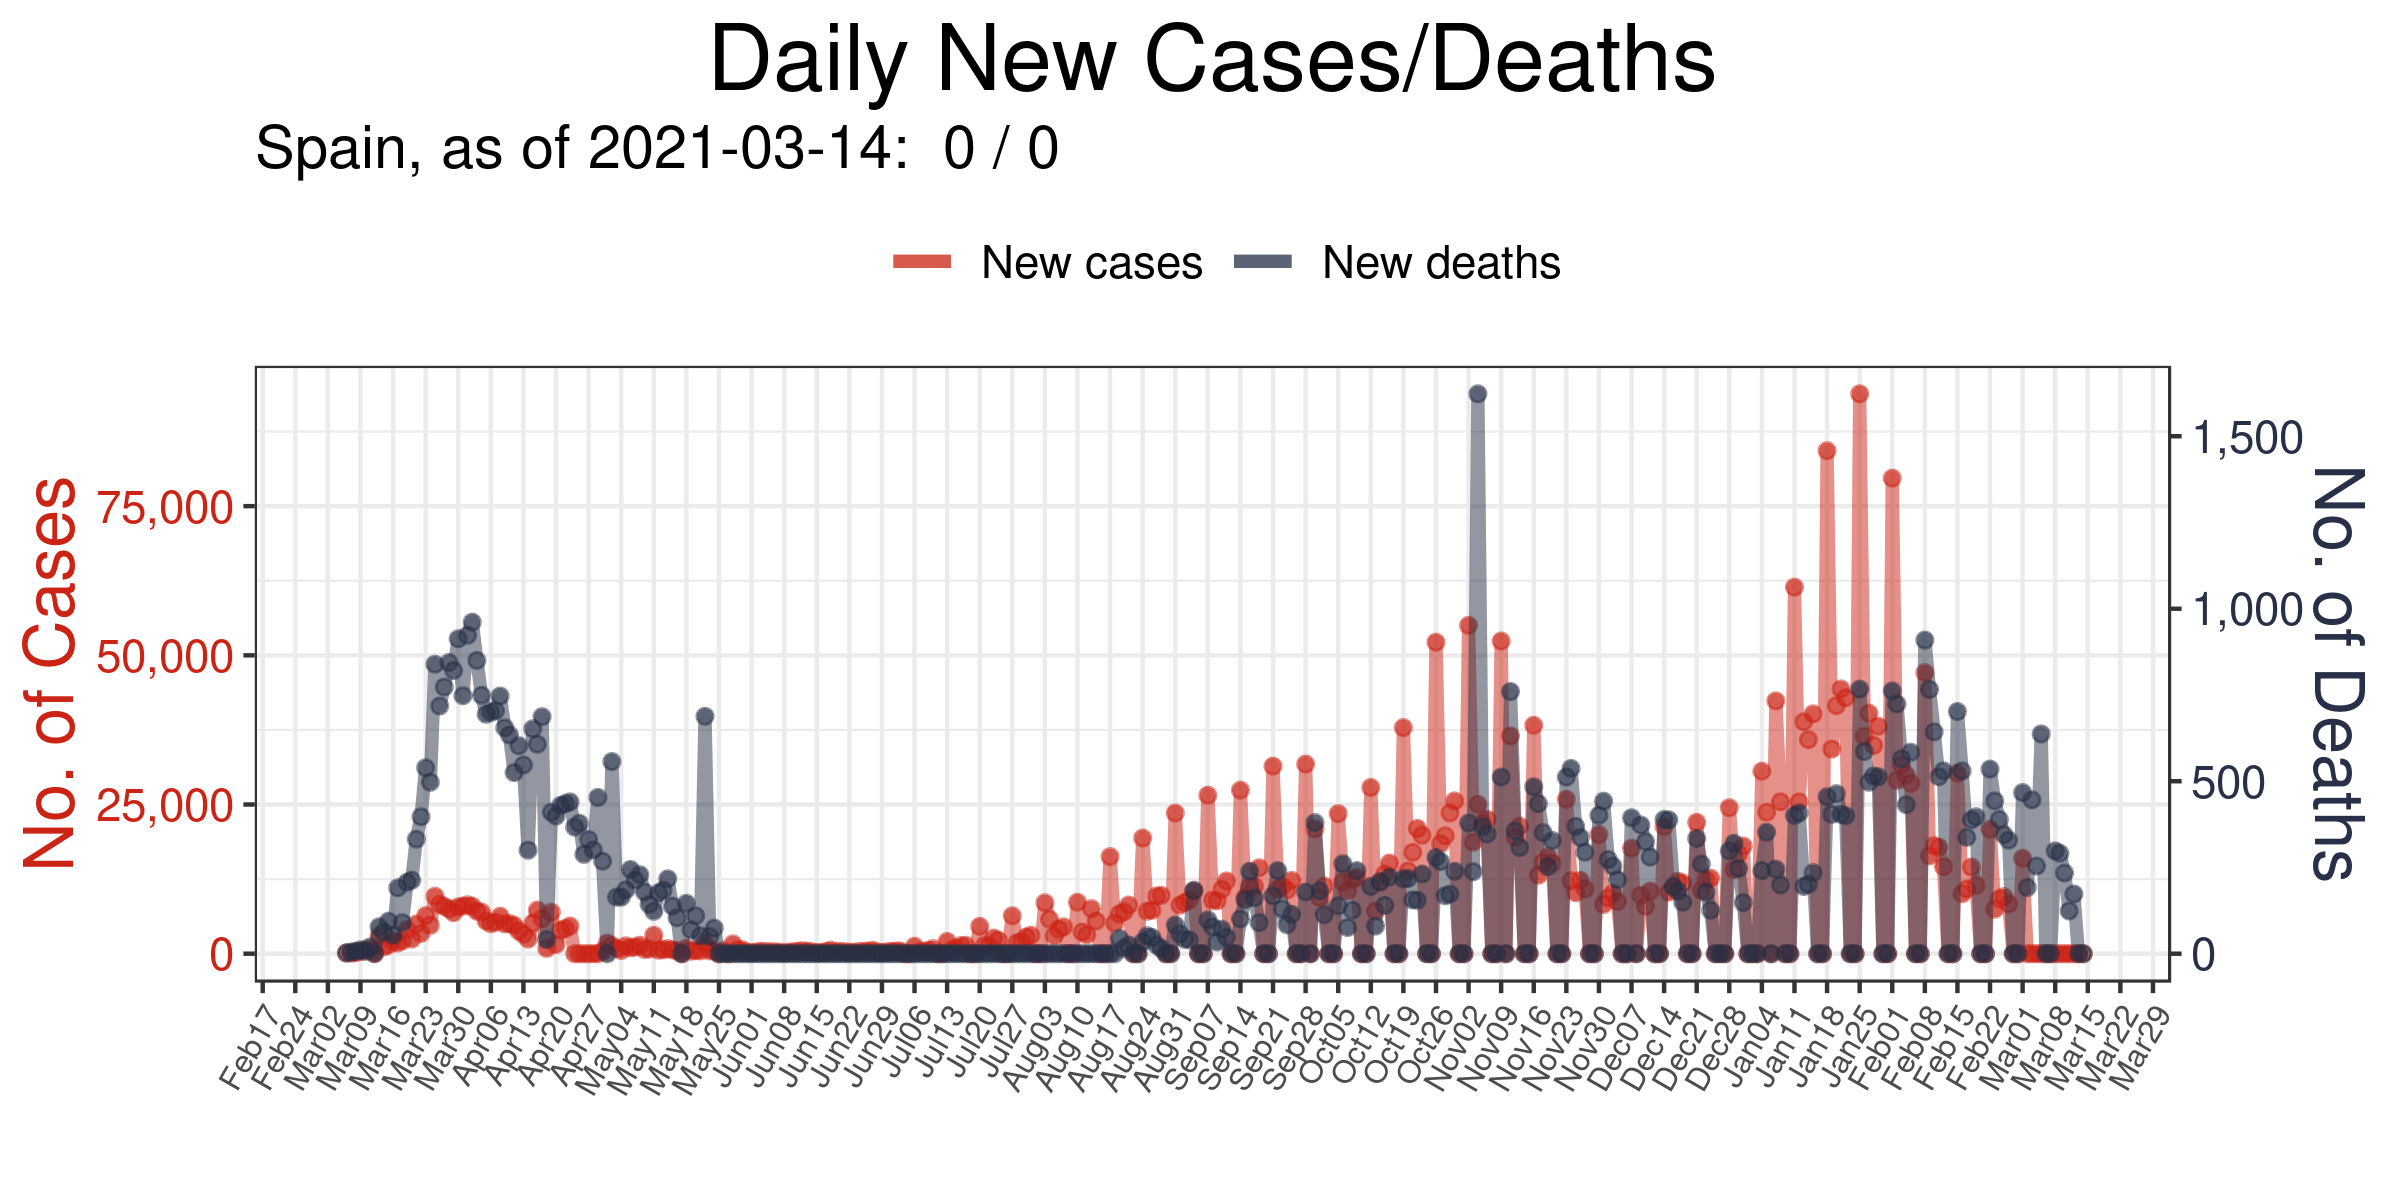 Daily New Cases/Deaths
Spain, as of 2021-03-14:  0 / 0
New cases New deaths
No. of Cases
75,000
50,000
25,000
0
1,500
1,000
500
0
No. of Deaths
Feb17 Feb24 Mar02 Mar09 Mar16 Mar23 Mar30 Apr06 Apr13 Apr20 Apr27 May04 May11 May18 May25 Jun01 Jun08 Jun15 Jun22 Jun29 Jul06 Jul13 Jul20 Jul27 Aug03 Aug10 Aug17 Aug24 Aug31 Sep07 Sep14 Sep21 Sep28 Oct05 Oct12 Oct19 Oct26 Nov02 Nov09 Nov16 Nov23 Nov30 Dec07 Dec14 Dec21 Dec28 Jan04 Jan11 Jan18 Jan25 Feb01 Feb08 Feb15 Feb22 Mar01 Mar08 Mar15 Mar22 Mar29